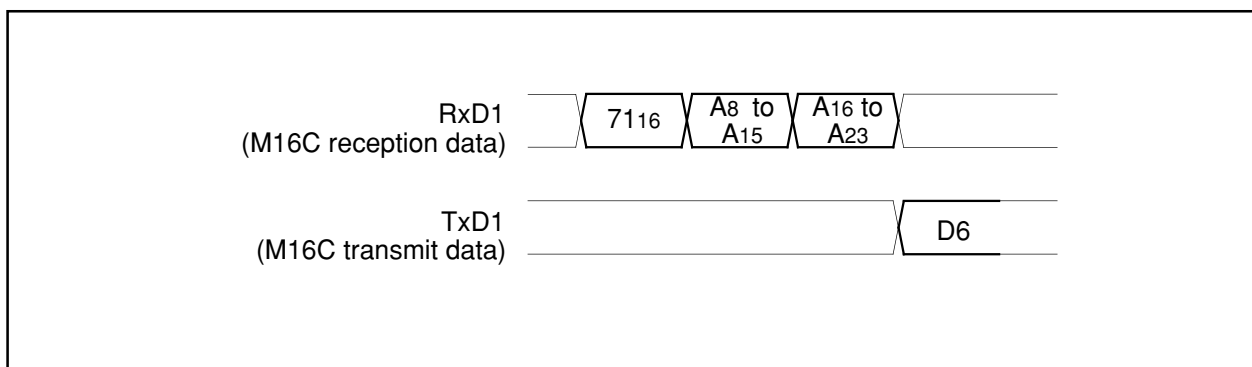 RxD1
(M16C reception data)
7116
A8 to
A15
A16 to
A23
TxD1
(M16C transmit data)
D6